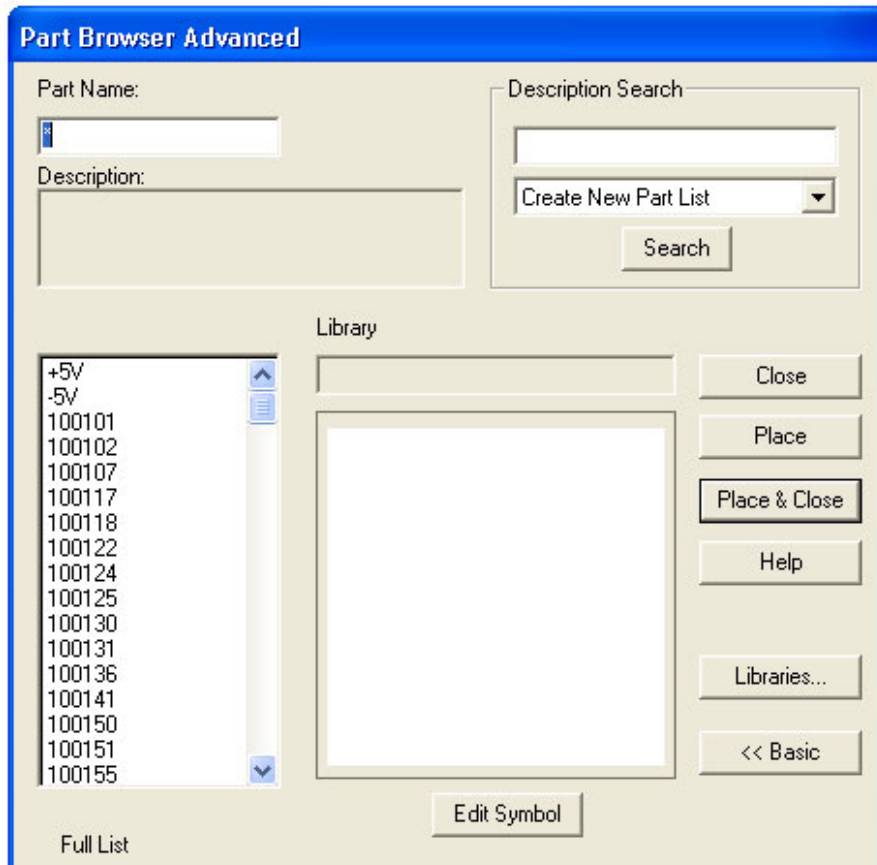 Part Browser Advanced
Part Name:
*
Description:
Description Search
Create New Part List
Search
Library
+5V
-5V
100101
100102
100107
100117
100118
100122
100124
100125
100130
100131
100136
100141
100150
100151
100155
Full List
Close
Place
Place & Close
Help
Libraries...
<< Basic
Edit Symbol